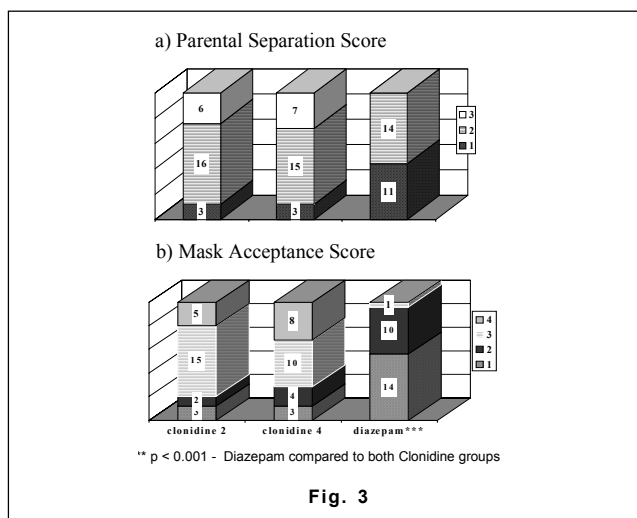 a) Parental Separation Score
6 7 14
16 15
3 3 11
3
2
1
b) Mask Acceptance Score
5 8 1
15 10 10
2 4 14
3 3
4
3
2
1
clonidine 2 clonidine 4 diazepam***
** p < 0.001 - Diazepam compared to both Clonidine groups
Fig. 3